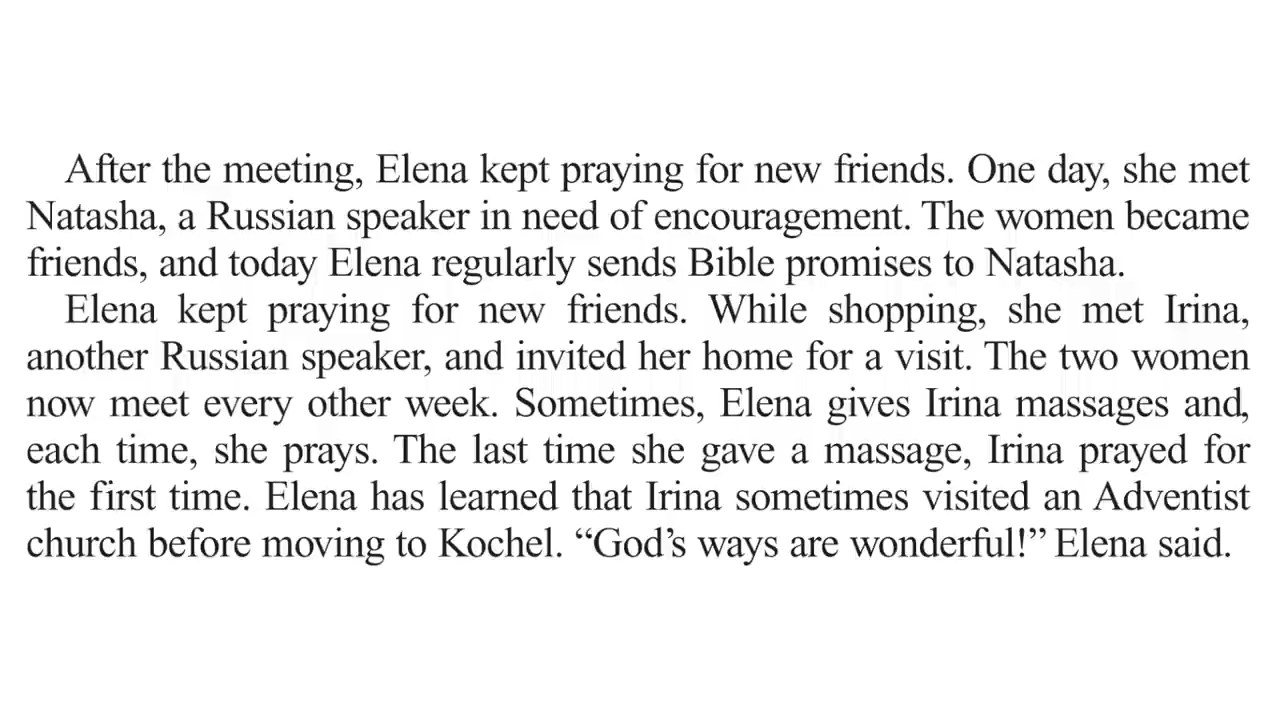 After the meeting, Elena kept praying for new friends. One day, she met
Natasha, a Russian speaker in need of encouragement. The women became
friends, and today Elena regularly sends Bible promises to Natasha.
Elena kept praying for new friends. While shopping, she met Irina,
another Russian speaker, and invited her home for a visit. The two women
now meet every other week. Sometimes, Elena gives Irina massages and,
each time, she prays. The last time she gave a massage, Irina prayed for
the first time. Elena has learned that Irina sometimes visited an Adventist
church before moving to Kochel. “God’s ways are wonderful!” Elena said.